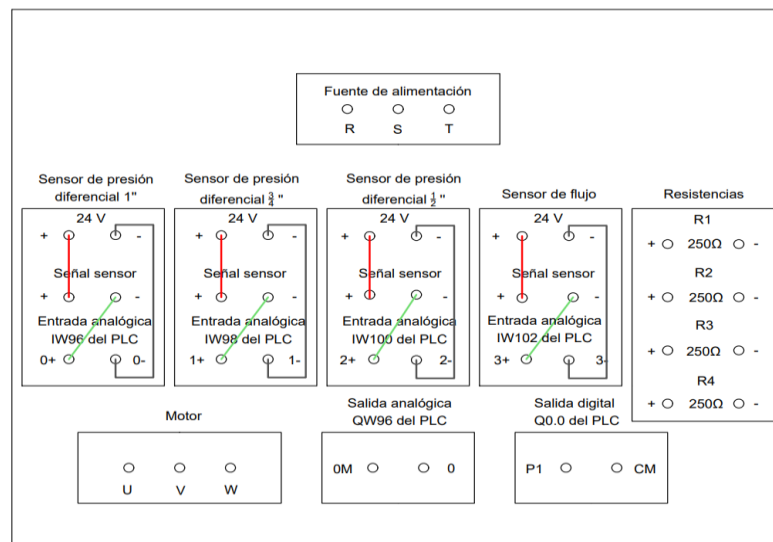 Fuente de alimentación
R S T
Sensor de presión
diferencial 1"
24 V
+ -
Señal sensor
+ -
Entrada analógica
IW96 del PLC
0+ 0-
Sensor de presión
diferencial 3/4 "
24 V
+ -
Señal sensor
+ -
Entrada analógica
IW98 del PLC
1+ 1-
Sensor de presión
diferencial 1/2 "
24 V
+ -
Señal sensor
+ -
Entrada analógica
IW100 del PLC
2+ 2-
Sensor de flujo
24 V
+ -
Señal sensor
+ -
Entrada analógica
IW102 del PLC
3+ 3-
Resistencias
R1
+ 250Ω -
R2
+ 250Ω -
R3
+ 250Ω -
R4
+ 250Ω -
Motor
U V W
Salida analógica
QW96 del PLC
0M 0
Salida digital
Q0.0 del PLC
P1 CM